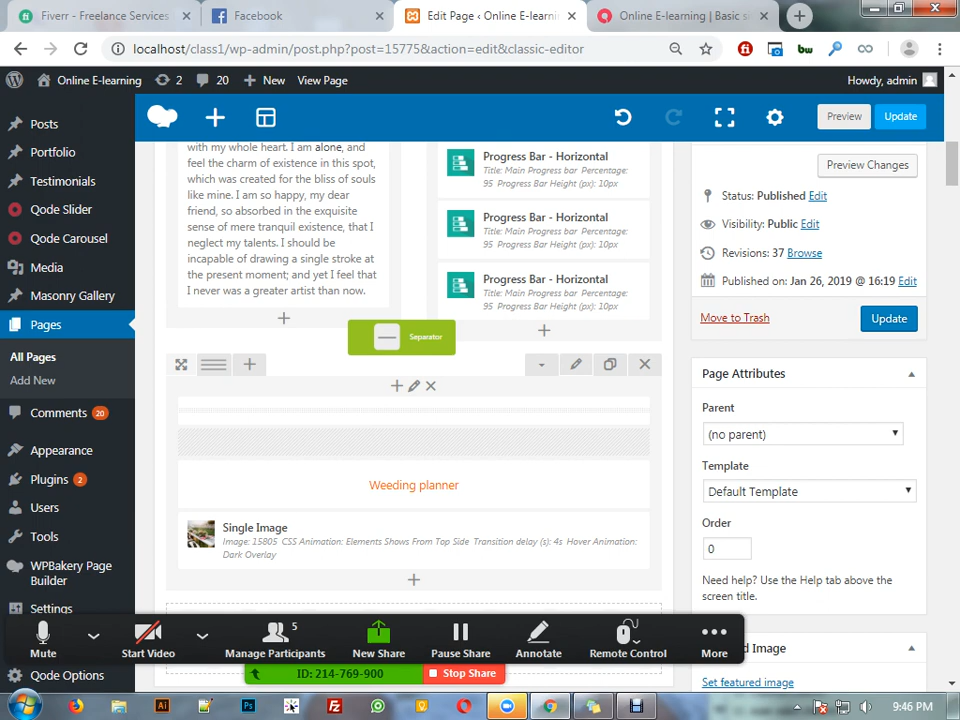 Fiverr - Freelance Services
Facebook
Edit Page ‹ Online E-learnin
Online E-learning | Basic s
localhost/class1/wp-admin/post.php?post=15775&action=edit&classic-editor
bw
Online E-learning
2
20
New
View Page
Howdy, admin
Posts
Portfolio
Testimonials
Qode Slider
Qode Carousel
Media
Masonry Gallery
Pages
All Pages
Add New
Comments 20
Appearance
Plugins 2
Users
Tools
WPBakery Page
Builder
Settings
Qode Options
Preview
Update
with my whole heart. I am alone, and
feel the charm of existence in this spot,
which was created for the bliss of souls
like mine. I am so happy, my dear
friend, so absorbed in the exquisite
sense of mere tranquil existence, that I
neglect my talents. I should be
incapable of drawing a single stroke at
the present moment; and yet I feel that
I never was a greater artist than now.
Progress Bar - Horizontal
Title: Main Progress bar Percentage:
95 Progress Bar Height (px): 10px
Progress Bar - Horizontal
Title: Main Progress bar Percentage:
95 Progress Bar Height (px): 10px
Progress Bar - Horizontal
Title: Main Progress bar Percentage:
95 Progress Bar Height (px): 10px
Separator
Weeding planner
Single Image
Image: 15805 CSS Animation: Elements Shows From Top Side Transition delay (s): 4s Hover Animation:
Dark Overlay
Preview Changes
Status: Published Edit
Visibility: Public Edit
Revisions: 37 Browse
Published on: Jan 26, 2019 @ 16:19 Edit
Move to Trash
Update
Page Attributes
Parent
(no parent)
Template
Default Template
Order
0
Need help? Use the Help tab above the
screen title.
d Image
Set featured image
Mute
Start Video
5
Manage Participants
New Share
Pause Share
Annotate
Remote Control
More
ID: 214-769-900
Stop Share
Ai
Ps
9:46 PM